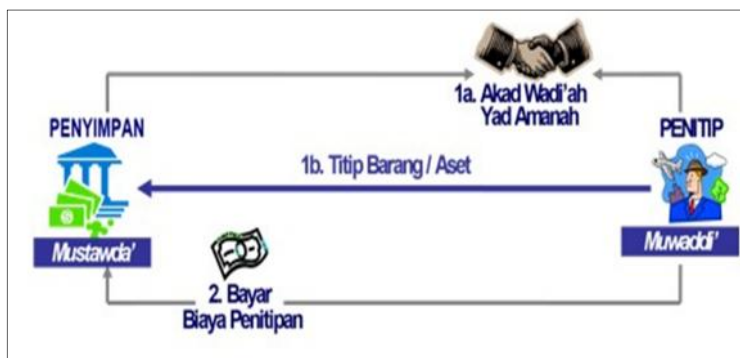 1a. Akad Wadi'ah
Yad Amanah
PENYIMPAN
PENITIP
1b. Titip Barang / Aset
Mustawda'
Muwaddi'
2. Bayar
Biaya Penitipan